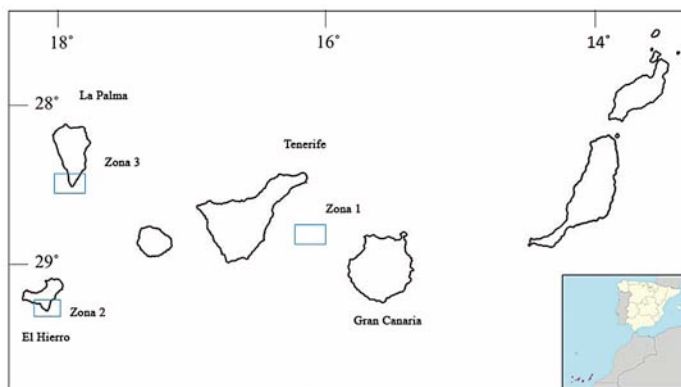 18°
16°
14°
28°
La Palma
Tenerife
Zona 3
Zona 1
29°
Zona 2
Gran Canaria
El Hierro